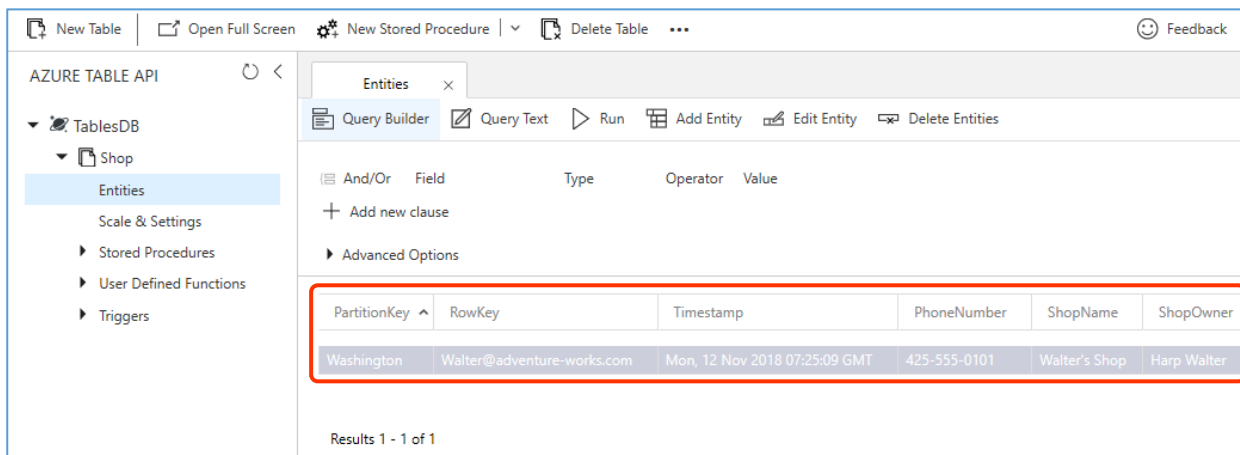 New Table Open Full Screen New Stored Procedure Delete Table ••• Feedback
AZURE TABLE API
TablesDB
Shop
Entities
Scale & Settings
Stored Procedures
User Defined Functions
Triggers
Entities
Query Builder Query Text Run Add Entity Edit Entity Delete Entities
And/Or Field Type Operator Value
Add new clause
Advanced Options
PartitionKey RowKey Timestamp PhoneNumber ShopName ShopOwner
Washington Walter@adventure-works.com Mon, 12 Nov 2018 07:25:09 GMT 425-555-0101 Walter's Shop Harp Walter
Results 1 - 1 of 1